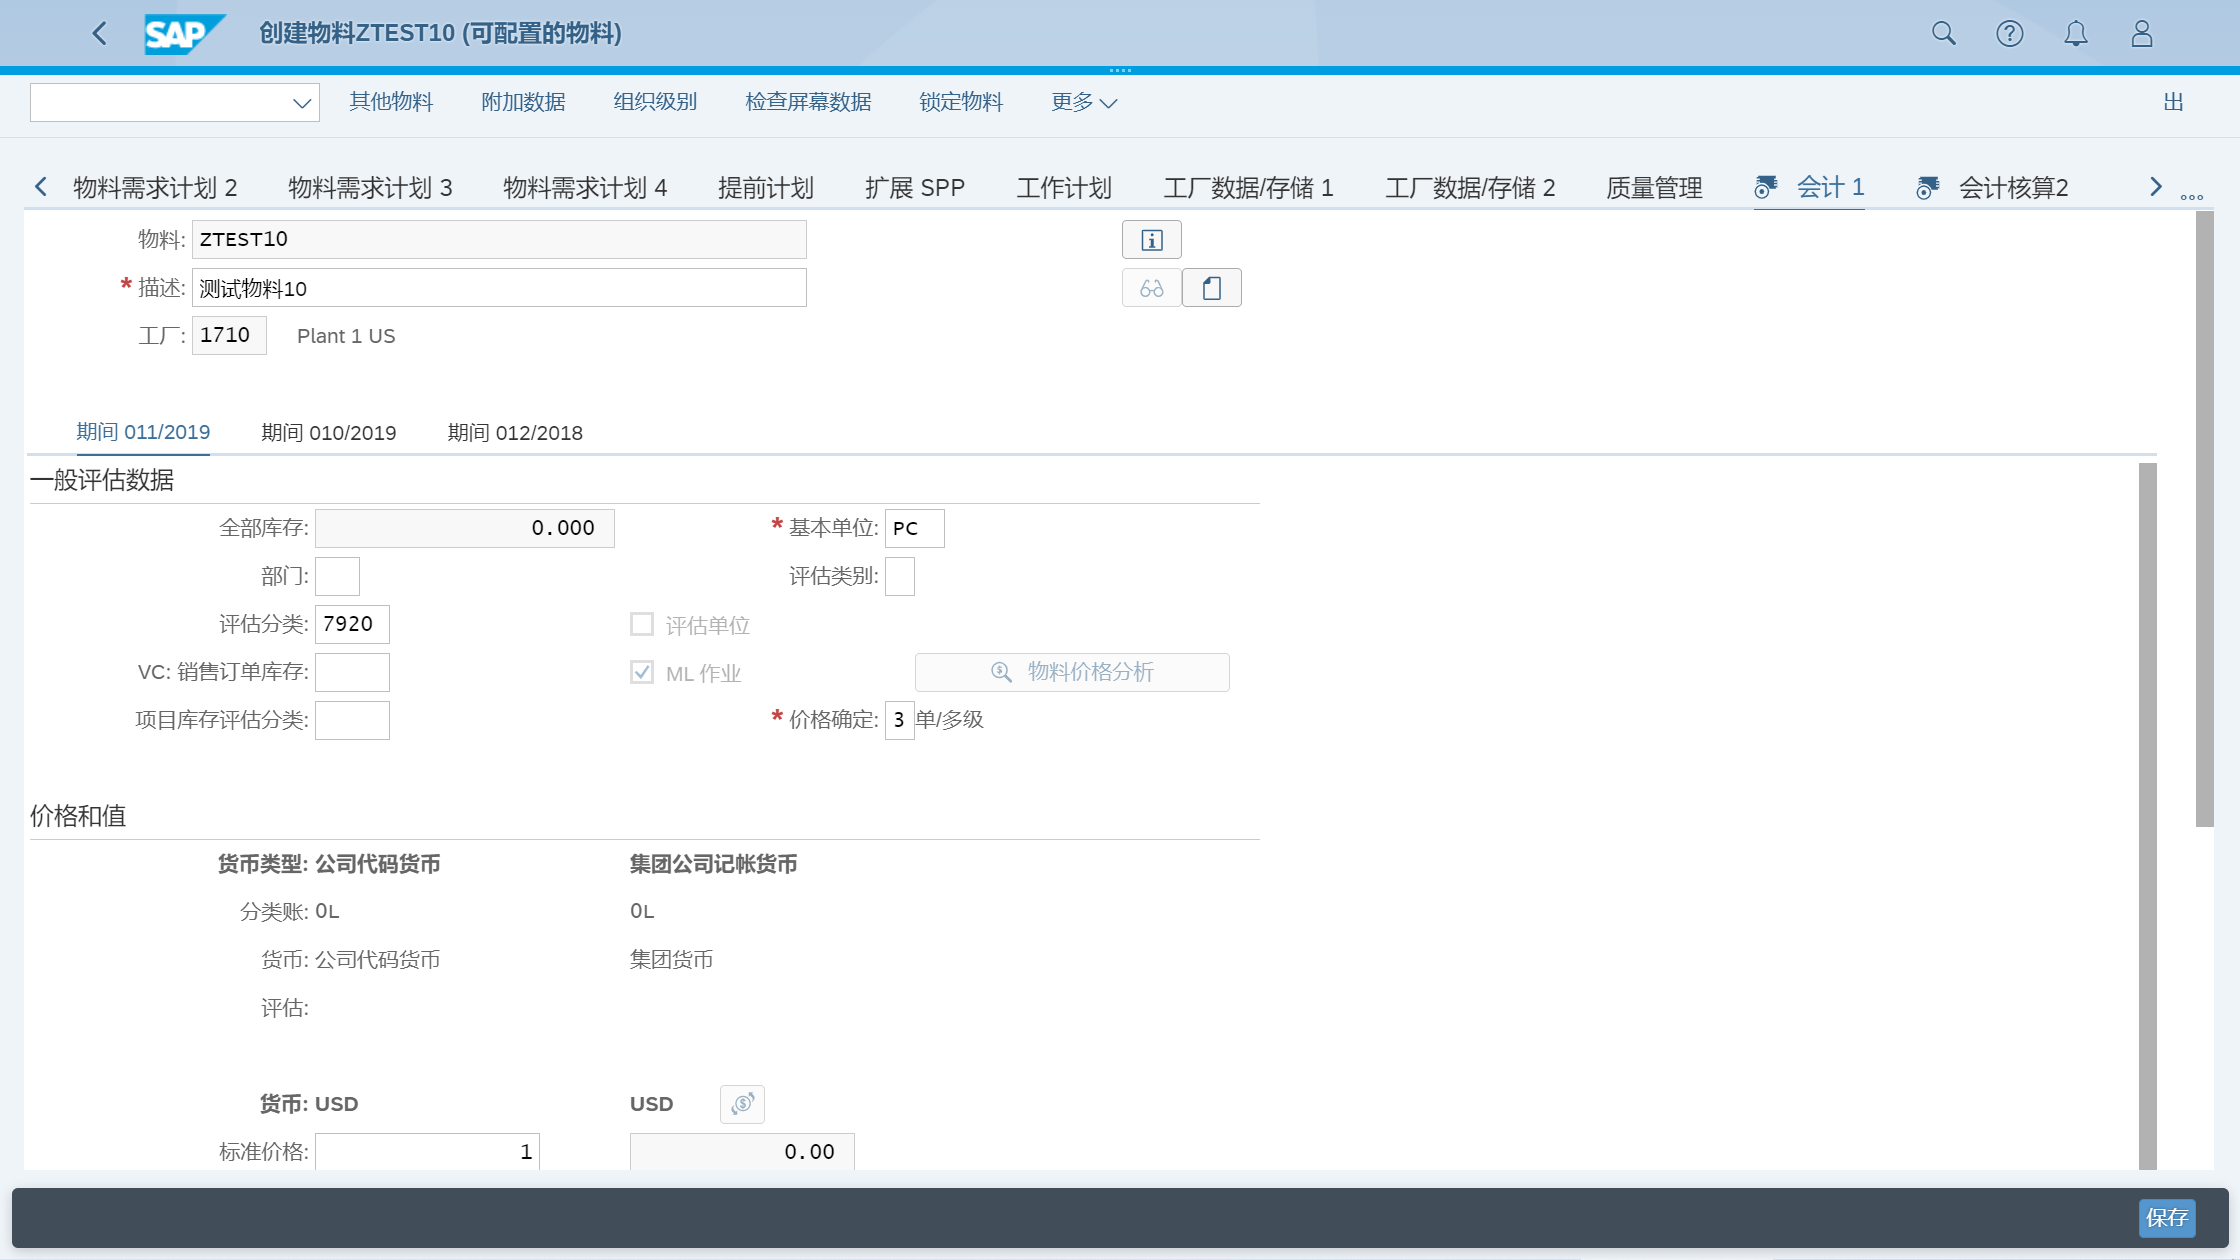 SAP 创建物料ZTEST10 (可配置的物料)
其他物料 附加数据 组织级别 检查屏幕数据 锁定物料 更多 出
物料需求计划 2 物料需求计划 3 物料需求计划 4 提前计划 扩展 SPP 工作计划 工厂数据/存储 1 工厂数据/存储 2 质量管理 会计 1 会计核算2
物料: ZTEST10
* 描述: 测试物料10
工厂: 1710 Plant 1 US
期间 011/2019 期间 010/2019 期间 012/2018
一般评估数据
全部库存: 0.000 * 基本单位: PC
部门: 评估类别:
评估分类: 7920 评估单位
VC: 销售订单库存: ML 作业 物料价格分析
项目库存评估分类: * 价格确定: 3 单/多级
价格和值
货币类型: 公司代码货币 集团公司记帐货币
分类账: 0L 0L
货币: 公司代码货币 集团货币
评估:
货币: USD USD
标准价格: 1 0.00
保存